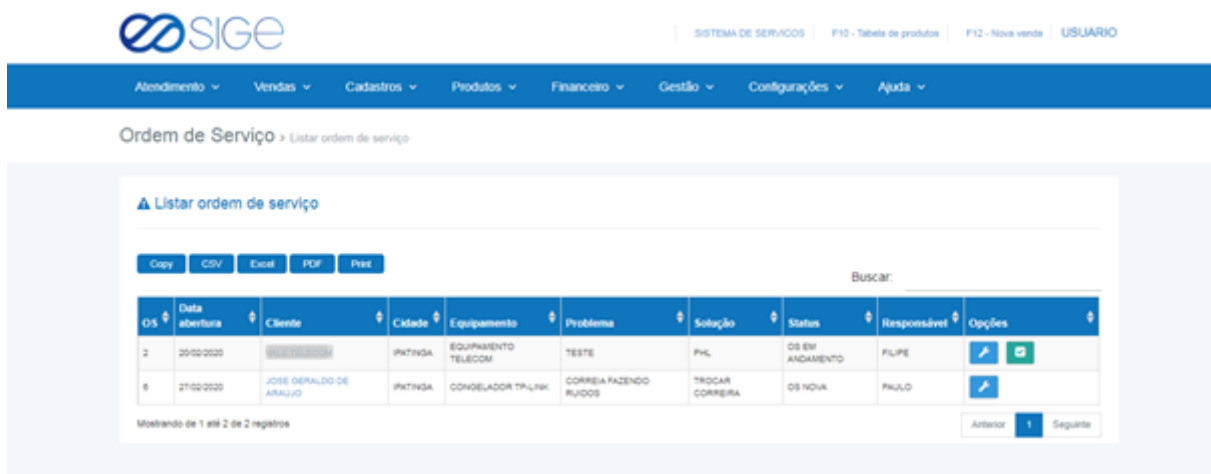 SIGE
SISTEMA DE SERVICOS F10 - Tabela de produtos F12 - Nova venda USUARIO
Atendimento Vendas Cadastros Produtos Financeiro Gestão Configurações Ajuda
Ordem de Serviço › Listar ordem de serviço
Listar ordem de serviço
Copy CSV Excel PDF Print
Buscar:
OS Data abertura Cliente Cidade Equipamento Problema Solução Status Responsável Opções
2 20/02/2020 VALE TELECOM IPATINGA EQUIPAMENTO TELECOM TESTE PHL OS EM ANDAMENTO FILIPE
6 27/02/2020 JOSE GERALDO DE ARAUJO IPATINGA CONGELADOR TP-LINK CORREIA FAZENDO RUIDOS TROCAR CORREIRA OS NOVA PAULO
Mostrando de 1 até 2 de 2 registros
Anterior 1 Seguinte